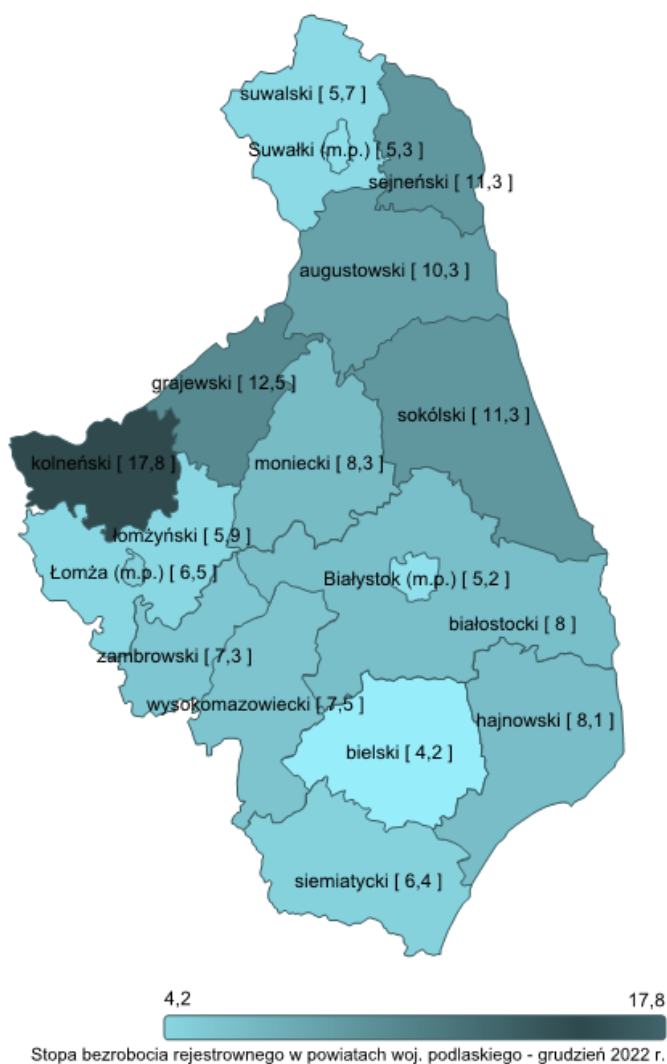 suwalski [ 5,7 ]
Suwałki (m.p.) [ 5,3 ]
sejneński [ 11,3 ]
augustowski [ 10,3 ]
grajewski [ 12,5 ]
sokólski [ 11,3 ]
kolneński [ 17,8 ]
moniecki [ 8,3 ]
łomżyński [ 5,9 ]
Łomża (m.p.) [ 6,5 ]
Białystok (m.p.) [ 5,2 ]
białostocki [ 8 ]
zambrowski [ 7,3 ]
wysokomazowiecki [ 7,5 ]
hajnowski [ 8,1 ]
bielski [ 4,2 ]
siemiatycki [ 6,4 ]
4,2 17,8
Stopa bezrobocia rejestrownego w powiatach woj. podlaskiego - grudzień 2022 r.